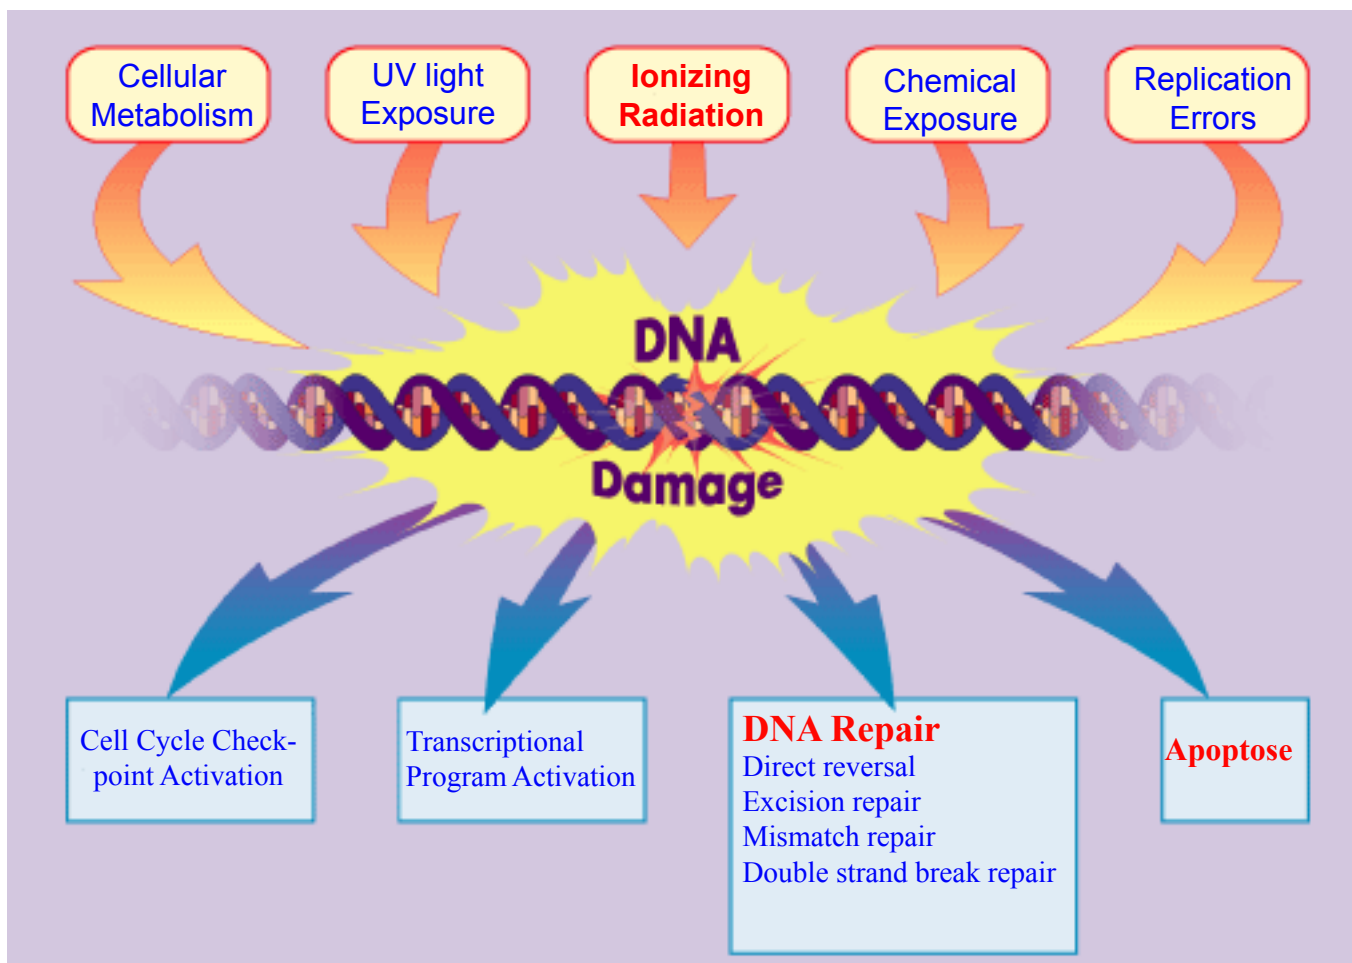 Cellular
Metabolism
UV light
Exposure
Ionizing
Radiation
Chemical
Exposure
Replication
Errors
DNA
Damage
Cell Cycle Check-
point Activation
Transcriptional
Program Activation
DNA Repair
Direct reversal
Excision repair
Mismatch repair
Double strand break repair
Apoptose